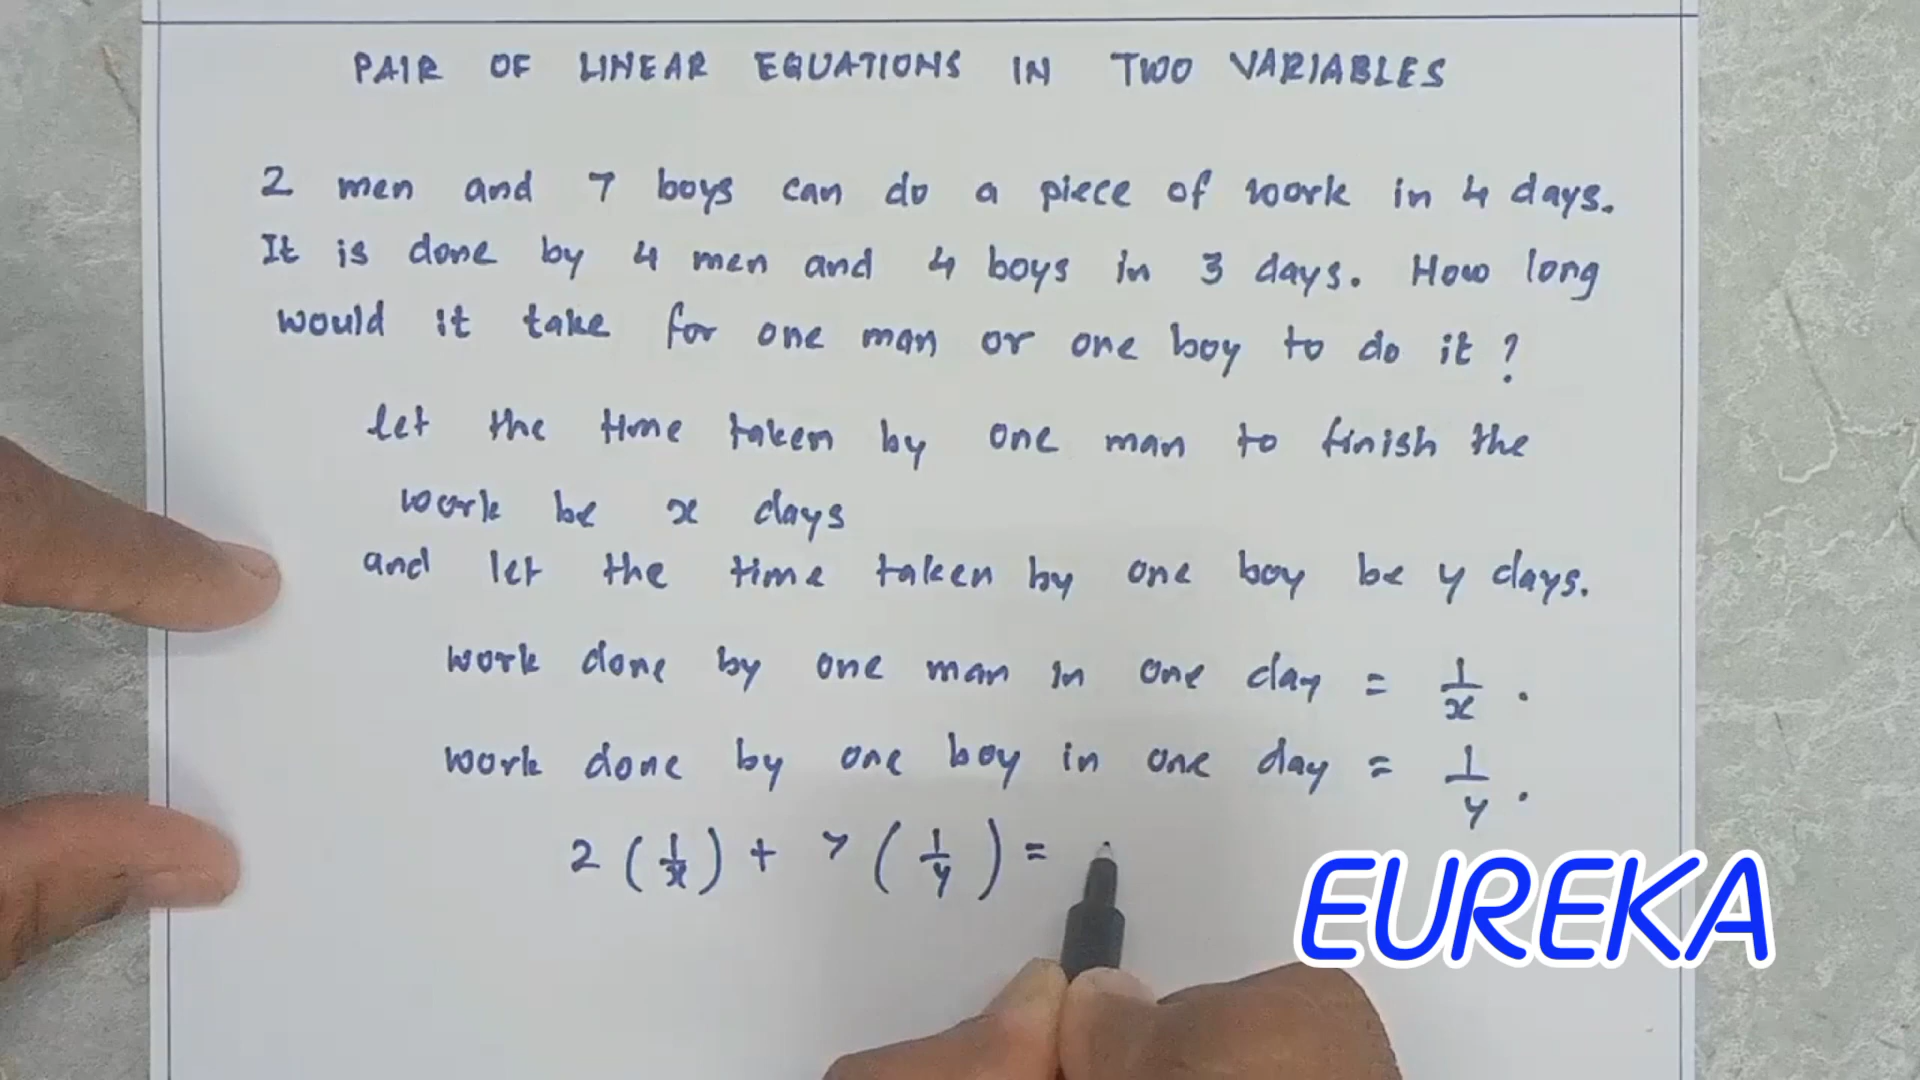 PAIR OF LINEAR EQUATIONS IN TWO VARIABLES
2 men and 7 boys can do a piece of work in 4 days.
It is done by 4 men and 4 boys in 3 days. How long
would it take for one man or one boy to do it?
let the time taken by one man to finish the
work be x days
and let the time taken by one boy be y days.
work done by one man in one day = 1/x .
work done by one boy in one day = 1/y .
2 (1/x) + 7 (1/y) =
EUREKA